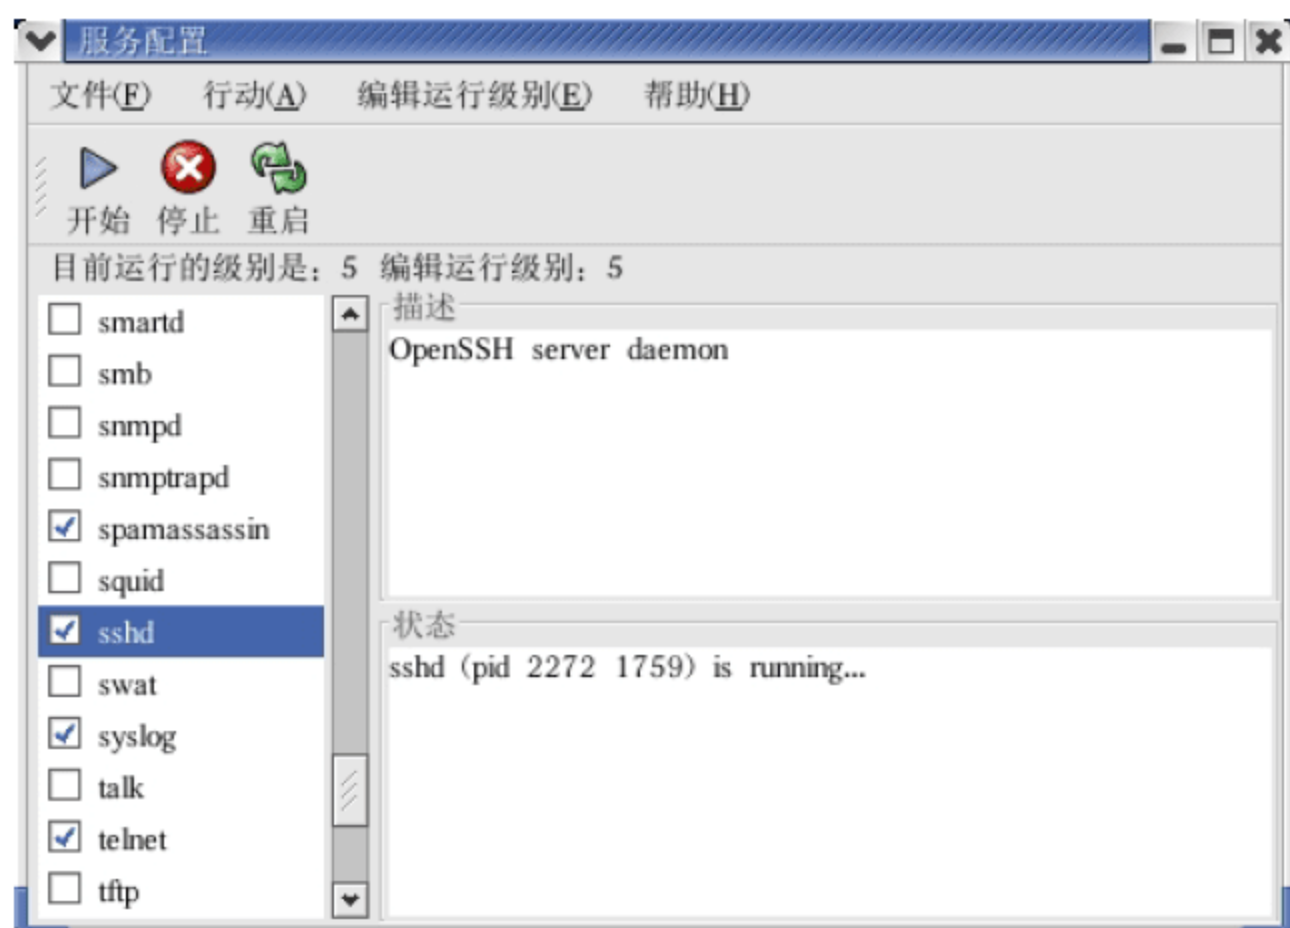 服务配置
文件(F) 行动(A) 编辑运行级别(E) 帮助(H)
开始 停止 重启
目前运行的级别是：5 编辑运行级别：5
smartd
smb
snmpd
snmptrapd
spamassassin
squid
sshd
swat
syslog
talk
telnet
tftp
描述
OpenSSH server daemon
状态
sshd (pid 2272 1759) is running...